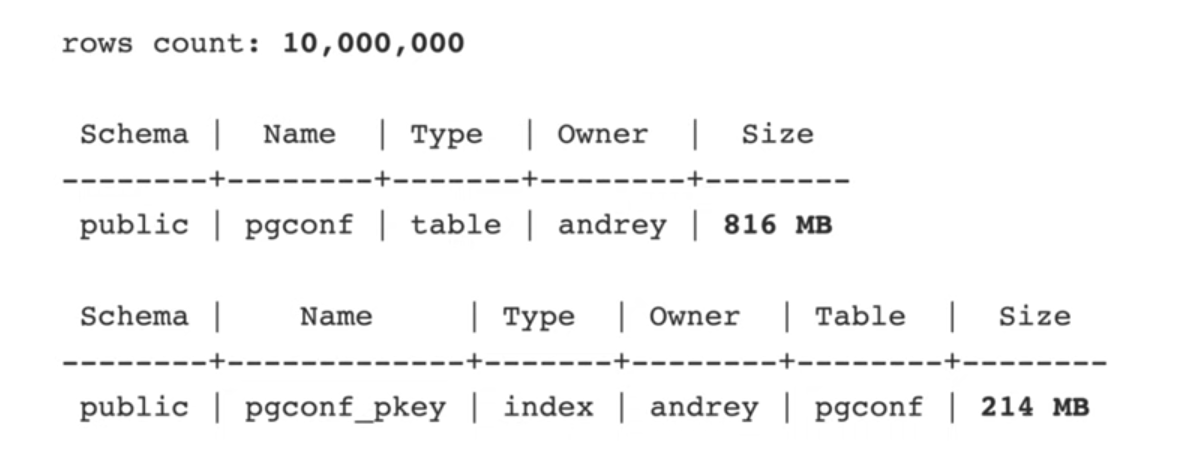 rows count: 10,000,000
 Schema |  Name  | Type  | Owner  |  Size
--------+--------+-------+--------+--------
 public | pgconf | table | andrey | 816 MB
 Schema |    Name     | Type  | Owner  | Table  |  Size
--------+-------------+-------+--------+--------+--------
 public | pgconf_pkey | index | andrey | pgconf | 214 MB